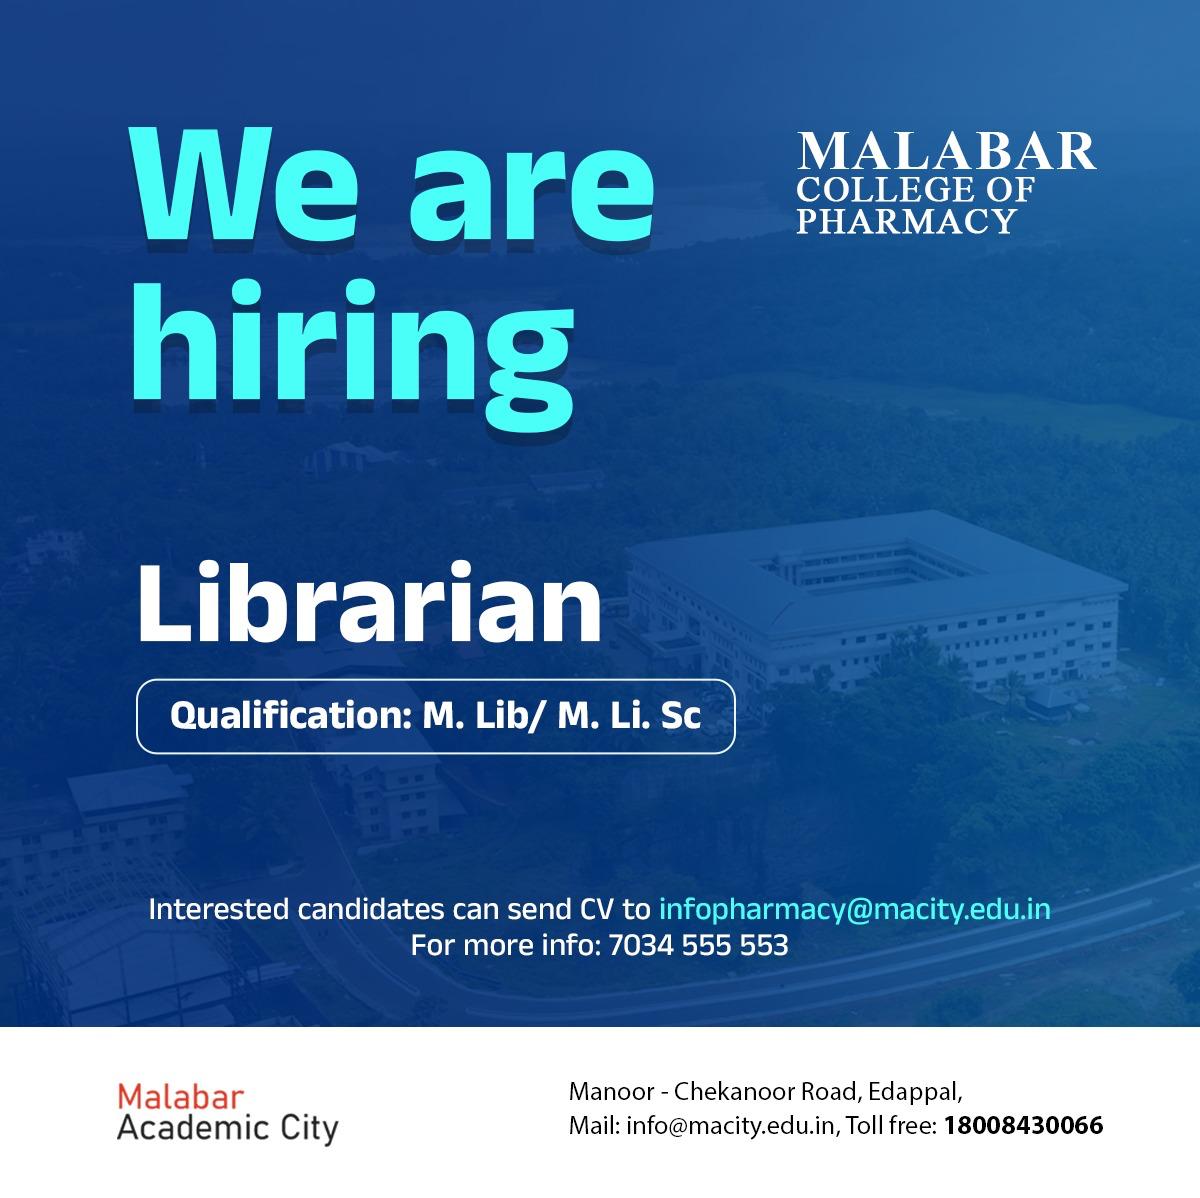 We are
hiring
MALABAR
COLLEGE OF
PHARMACY
Librarian
Qualification: M. Lib/ M. Li. Sc
Interested candidates can send CV to infopharmacy@macity.edu.in
For more info: 7034 555 553
Malabar
Academic City
Manoor - Chekanoor Road, Edappal,
Mail: info@macity.edu.in, Toll free: 18008430066